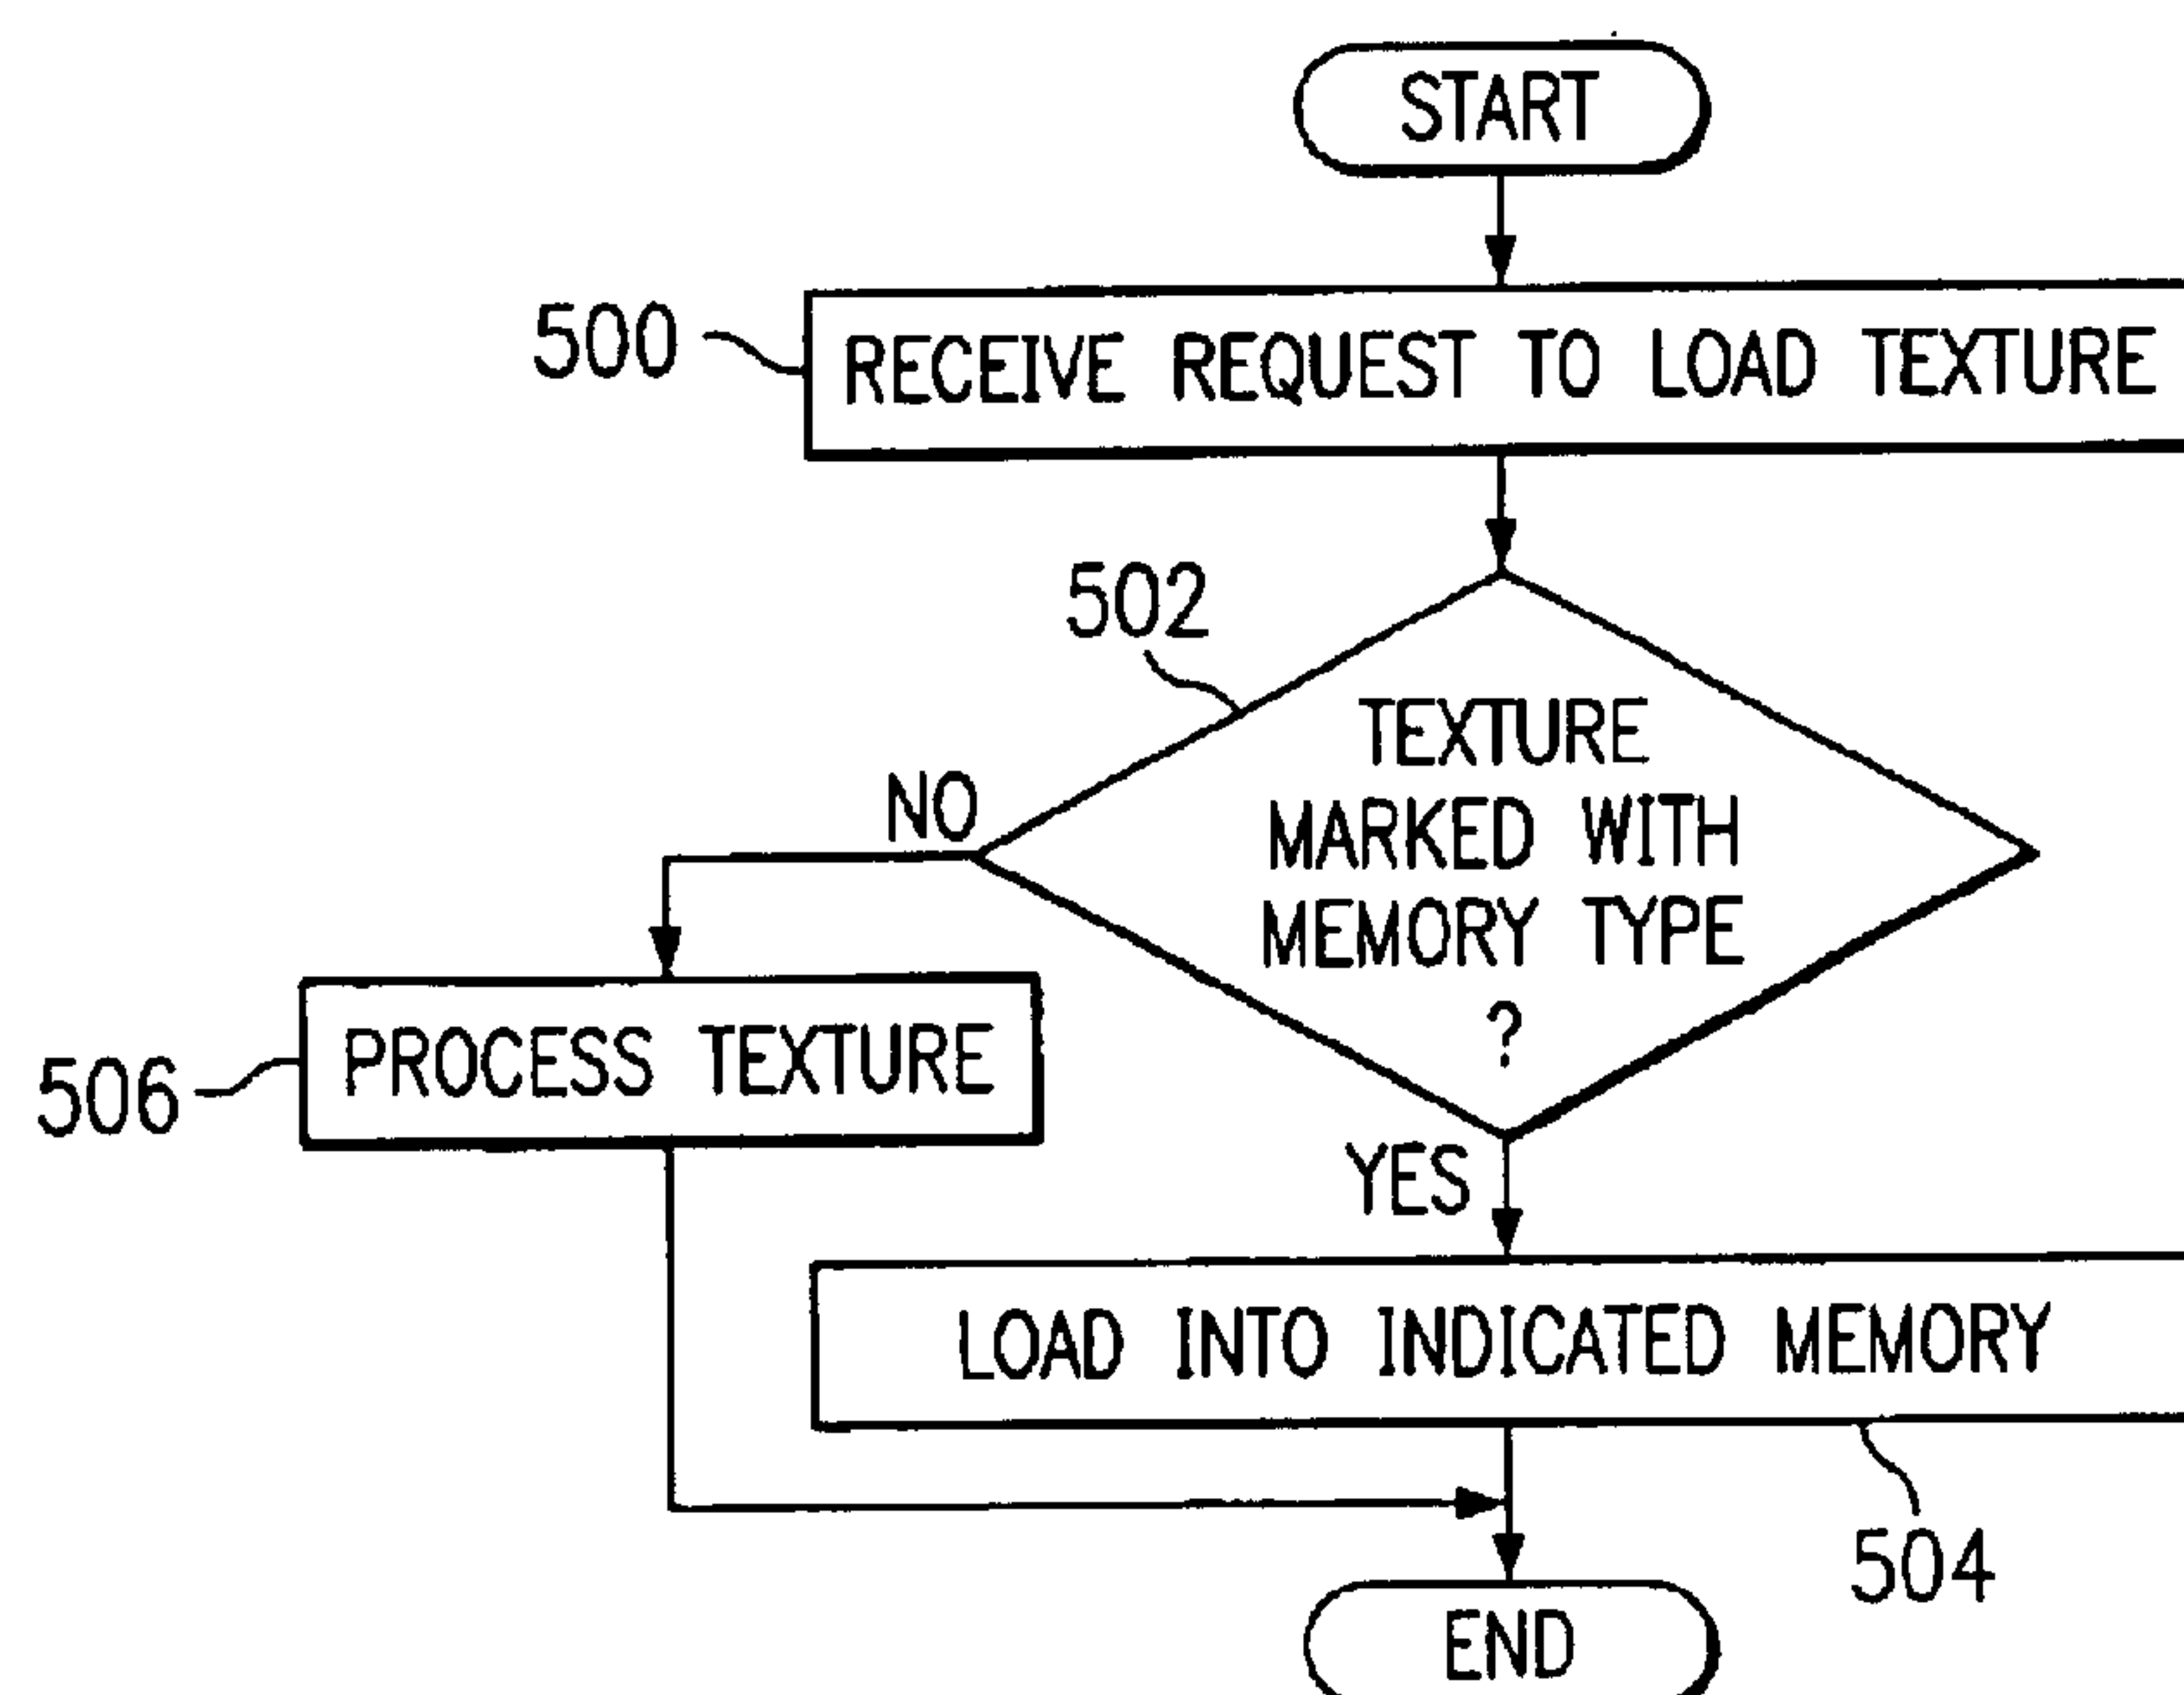 START
500
RECEIVE REQUEST TO LOAD TEXTURE
502
TEXTURE
MARKED WITH
MEMORY TYPE
?
NO
506
PROCESS TEXTURE
YES
LOAD INTO INDICATED MEMORY
504
END